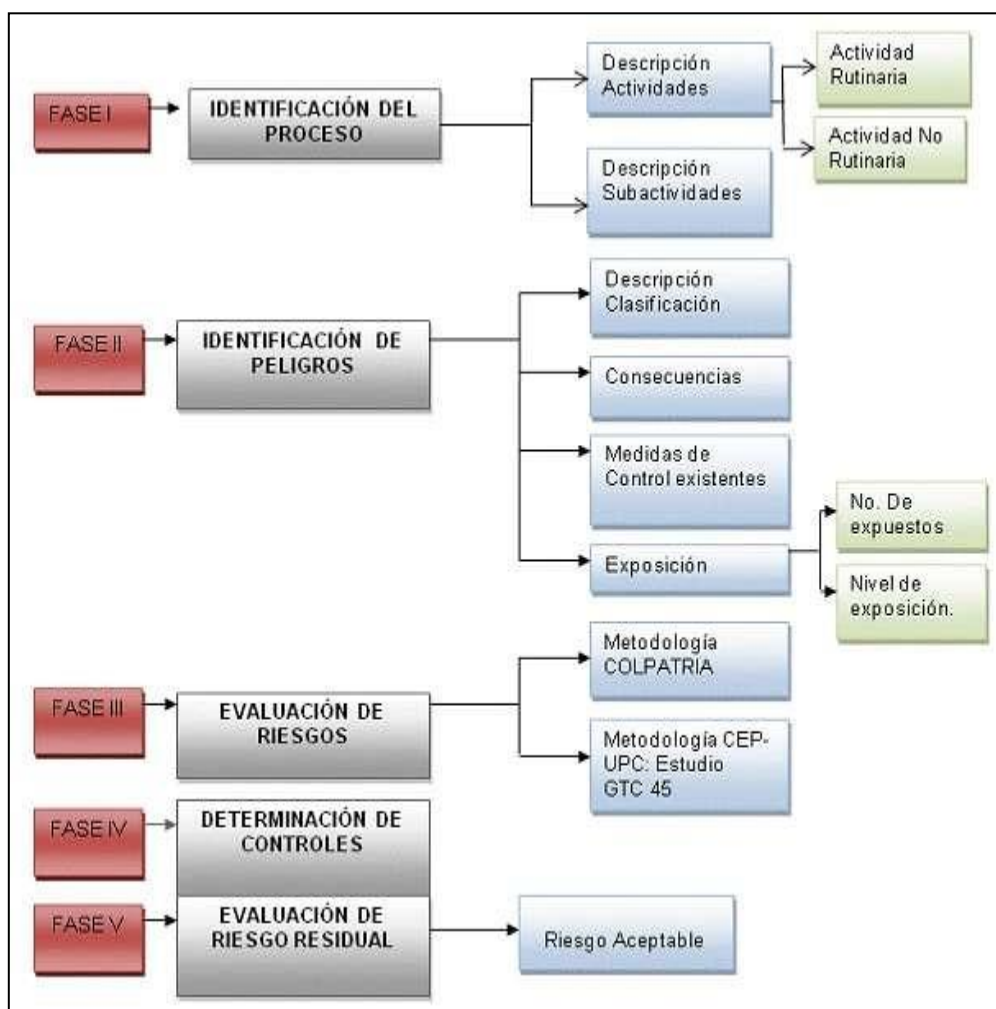 FASE I
IDENTIFICACIÓN DEL
PROCESO
Descripción
Actividades
Actividad
Rutinaria
Actividad No
Rutinaria
Descripción
Subactividades
FASE II
IDENTIFICACIÓN DE
PELIGROS
Descripción
Clasificación
Consecuencias
Medidas de
Control existentes
Exposición
No. De
expuestos
Nivel de
exposición.
FASE III
EVALUACIÓN DE
RIESGOS
Metodología
COLPATRIA
Metodología CEP-
UPC: Estudio
GTC 45
FASE IV
DETERMINACIÓN DE
CONTROLES
FASE V
EVALUACIÓN DE
RIESGO RESIDUAL
Riesgo Aceptable